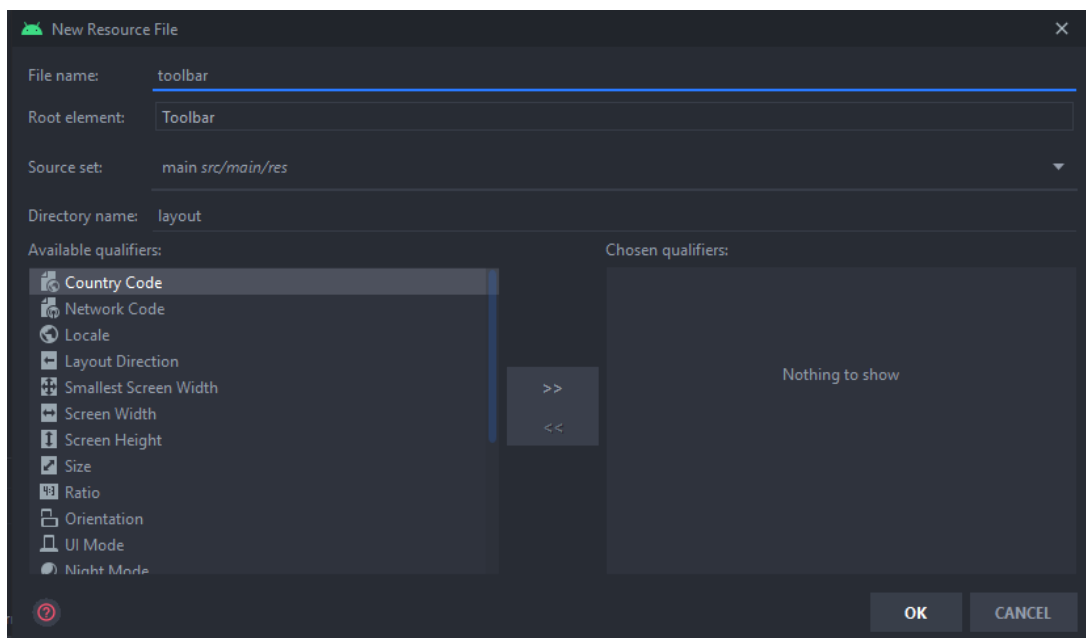 New Resource File
File name: toolbar
Root element: Toolbar
Source set: main src/main/res
Directory name: layout
Available qualifiers:
Chosen qualifiers:
Country Code
Network Code
Locale
Layout Direction
Smallest Screen Width
Screen Width
Screen Height
Size
Ratio
Orientation
UI Mode
Night Mode
>>
<<
Nothing to show
?
OK
CANCEL